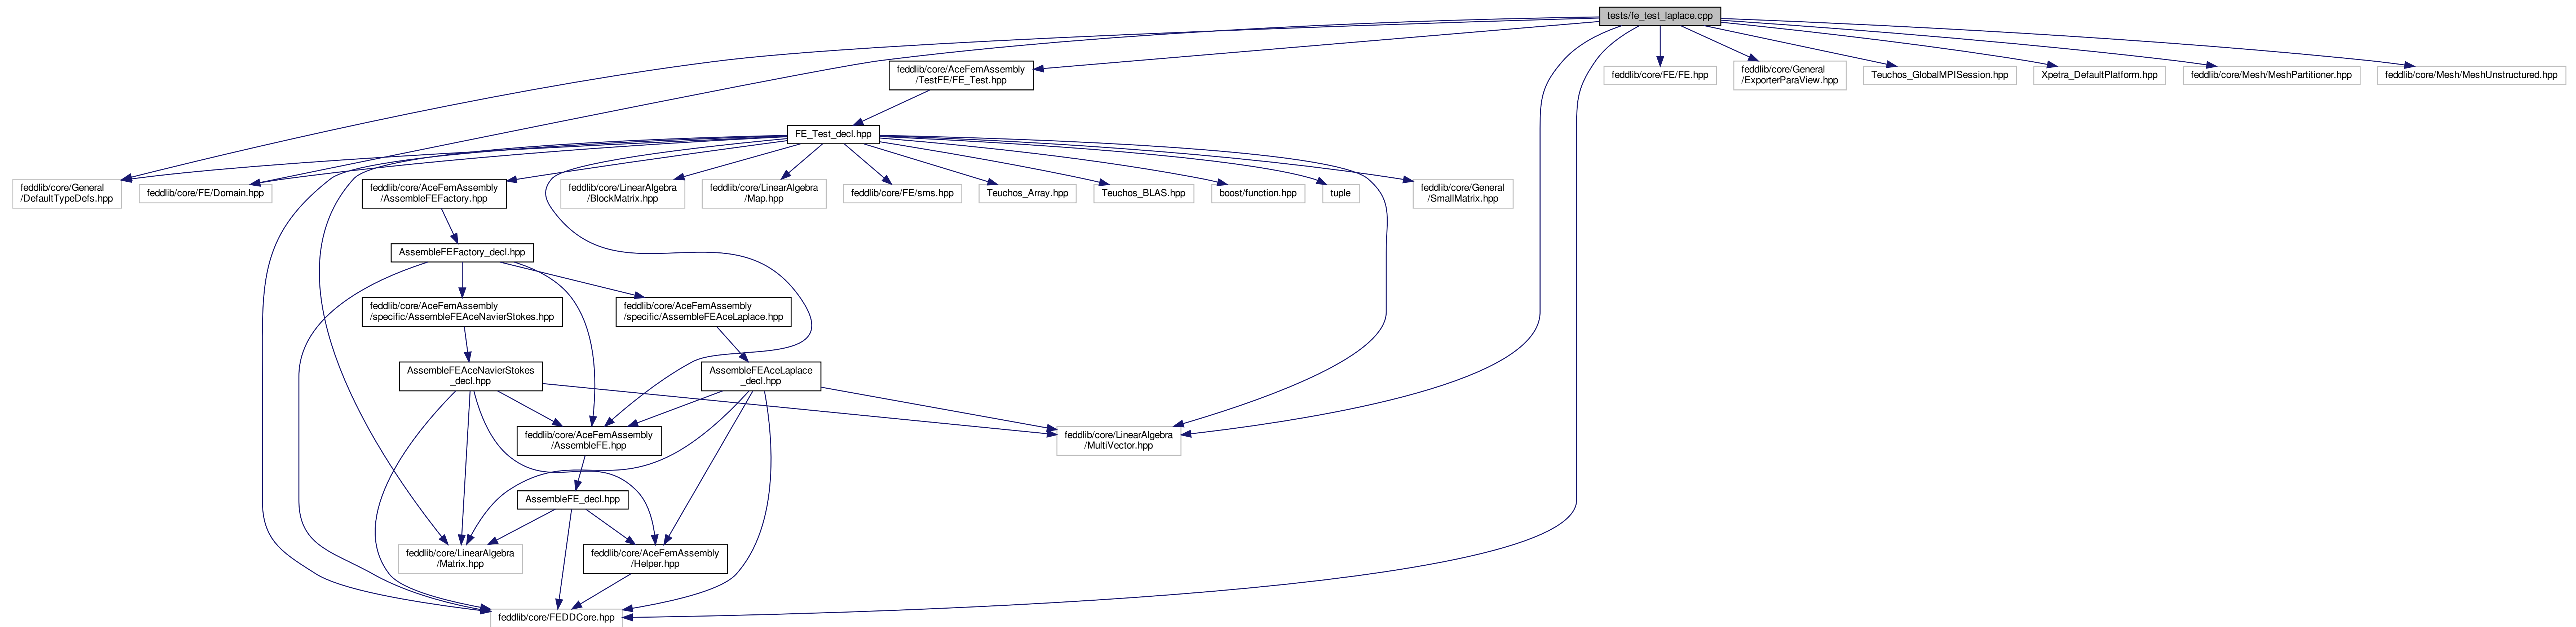 tests/fe_test_laplace.cpp
feddlib/core/AceFemAssembly
/TestFE/FE_Test.hpp
feddlib/core/FE/FE.hpp
feddlib/core/General
/ExporterParaView.hpp
Teuchos_GlobalMPISession.hpp
Xpetra_DefaultPlatform.hpp
feddlib/core/Mesh/MeshPartitioner.hpp
feddlib/core/Mesh/MeshUnstructured.hpp
FE_Test_decl.hpp
feddlib/core/General
/DefaultTypeDefs.hpp
feddlib/core/FE/Domain.hpp
feddlib/core/AceFemAssembly
/AssembleFEFactory.hpp
feddlib/core/LinearAlgebra
/BlockMatrix.hpp
feddlib/core/LinearAlgebra
/Map.hpp
feddlib/core/FE/sms.hpp
Teuchos_Array.hpp
Teuchos_BLAS.hpp
boost/function.hpp
tuple
feddlib/core/General
/SmallMatrix.hpp
AssembleFEFactory_decl.hpp
feddlib/core/AceFemAssembly
/specific/AssembleFEAceNavierStokes.hpp
feddlib/core/AceFemAssembly
/specific/AssembleFEAceLaplace.hpp
AssembleFEAceNavierStokes
_decl.hpp
AssembleFEAceLaplace
_decl.hpp
feddlib/core/AceFemAssembly
/AssembleFE.hpp
feddlib/core/LinearAlgebra
/MultiVector.hpp
AssembleFE_decl.hpp
feddlib/core/LinearAlgebra
/Matrix.hpp
feddlib/core/AceFemAssembly
/Helper.hpp
feddlib/core/FEDDCore.hpp